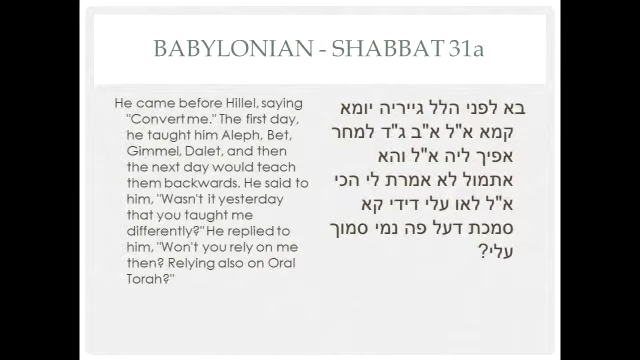 BABYLONIAN - SHABBAT 31a
He came before Hillel, saying
"Convert me." The first day,
he taught him Aleph, Bet,
Gimmel, Dalet, and then
the next day would teach
them backwards. He said to
him, "Wasn't it yesterday
that you taught me
differently?" He replied to
him, "Won't you rely on me
then? Relying also on Oral
Torah?"
בא לפני הלל גייריה יומא
קמא א"ל א"ב ג"ד למחר
אפיך ליה א"ל והא
אתמול לא אמרת לי הכי
א"ל לאו עלי דידי קא
סמכת דעל פה נמי סמוך
עלי?